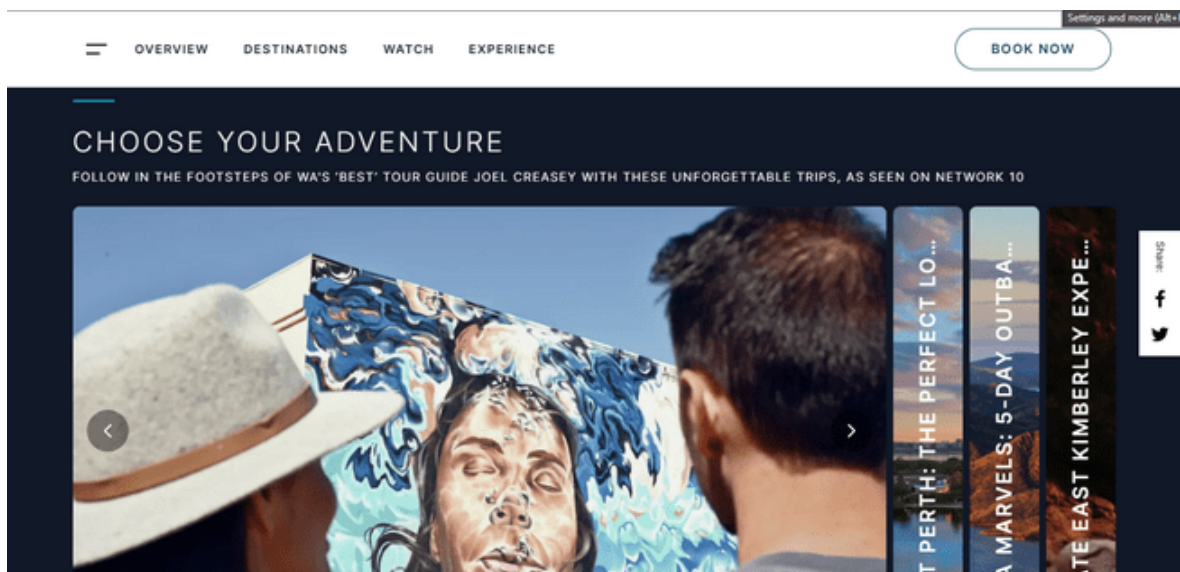 Settings and more (Alt+
OVERVIEW DESTINATIONS WATCH EXPERIENCE BOOK NOW
CHOOSE YOUR ADVENTURE
FOLLOW IN THE FOOTSTEPS OF WA'S 'BEST' TOUR GUIDE JOEL CREASEY WITH THESE UNFORGETTABLE TRIPS, AS SEEN ON NETWORK 10
PERTH: THE PERFECT LO...
MARVELS: 5-DAY OUTBA...
EAST KIMBERLEY EXPE...
Share: